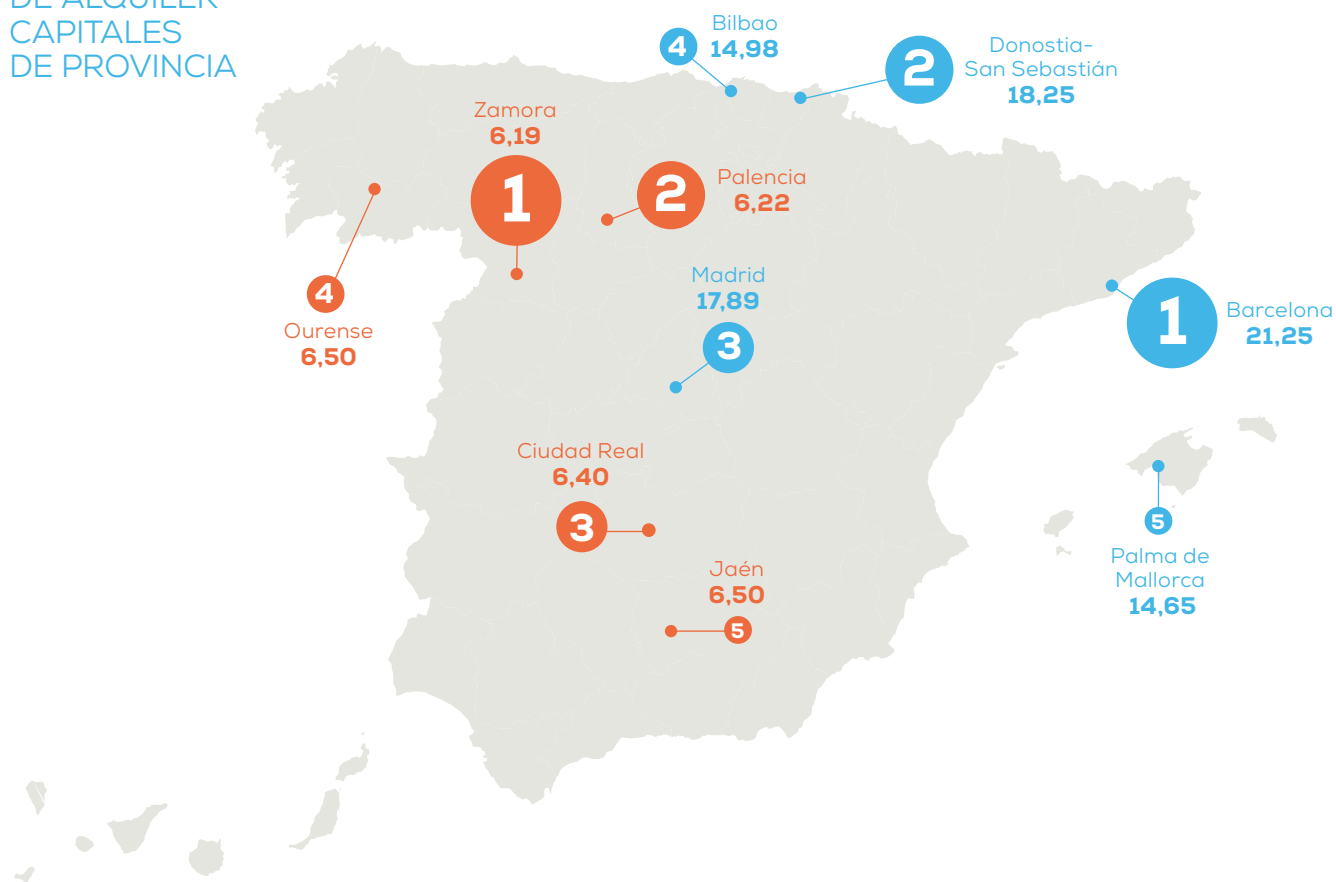 DE ALQUILER
CAPITALES
DE PROVINCIA
4
Bilbao
14,98
2
Donostia-
San Sebastián
18,25
Zamora
6,19
1
2
Palencia
6,22
4
Ourense
6,50
Madrid
17,89
3
1
Barcelona
21,25
Ciudad Real
6,40
3
5
Palma de
Mallorca
14,65
Jaén
6,50
5